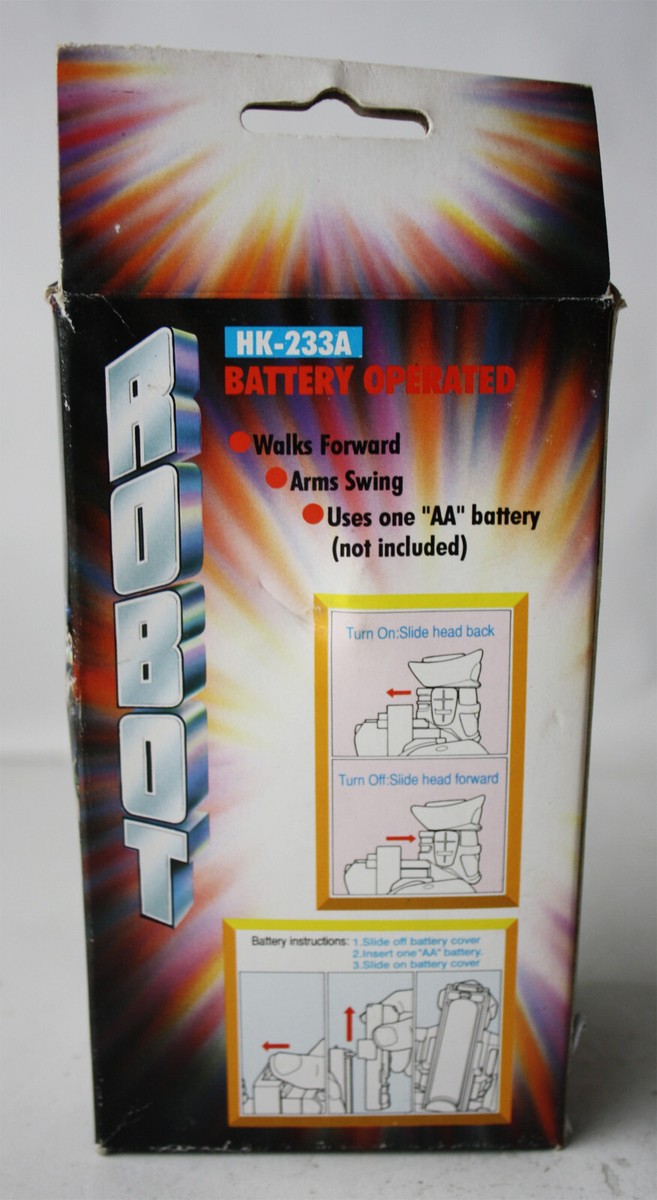 ROBOT
HK-233A
BATTERY OPERATED
Walks Forward
Arms Swing
Uses one "AA" battery
(not included)
Turn On:Slide head back
Turn Off:Slide head forward
Battery instructions: 1.Slide off battery cover
2.Insert one "AA" battery.
3.Slide on battery cover